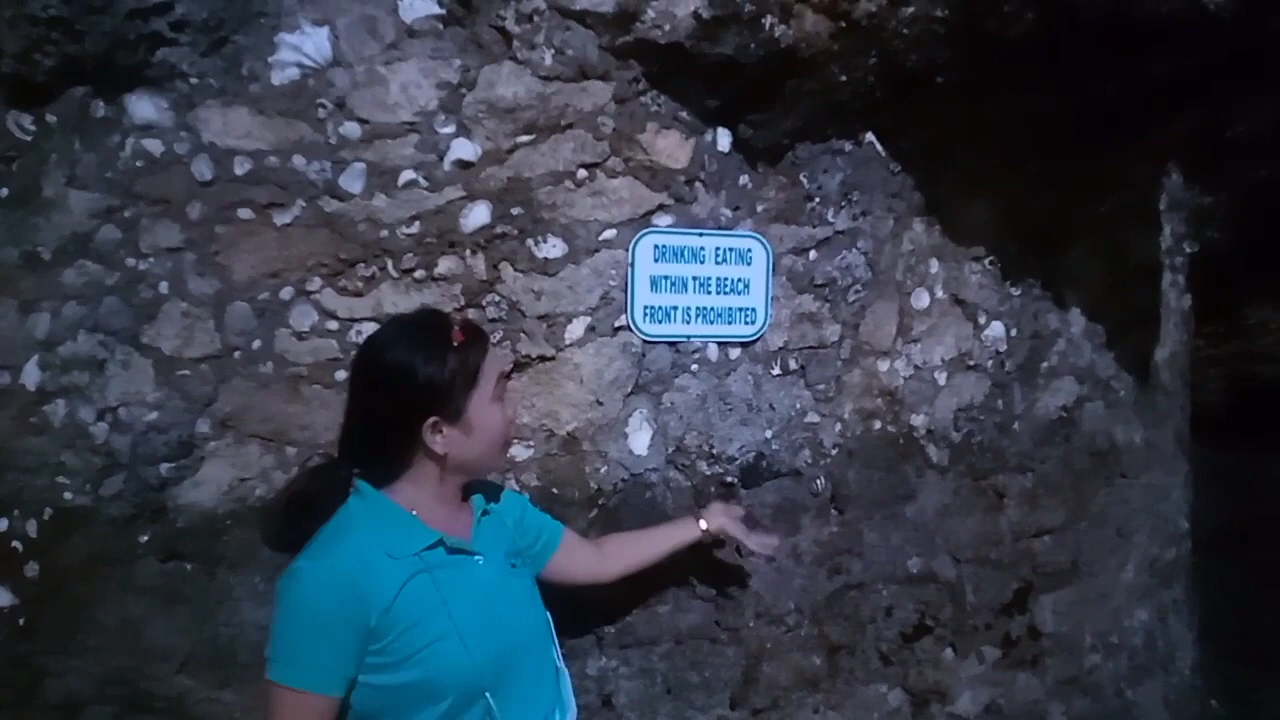 DRINKING / EATING
WITHIN THE BEACH
FRONT IS PROHIBITED